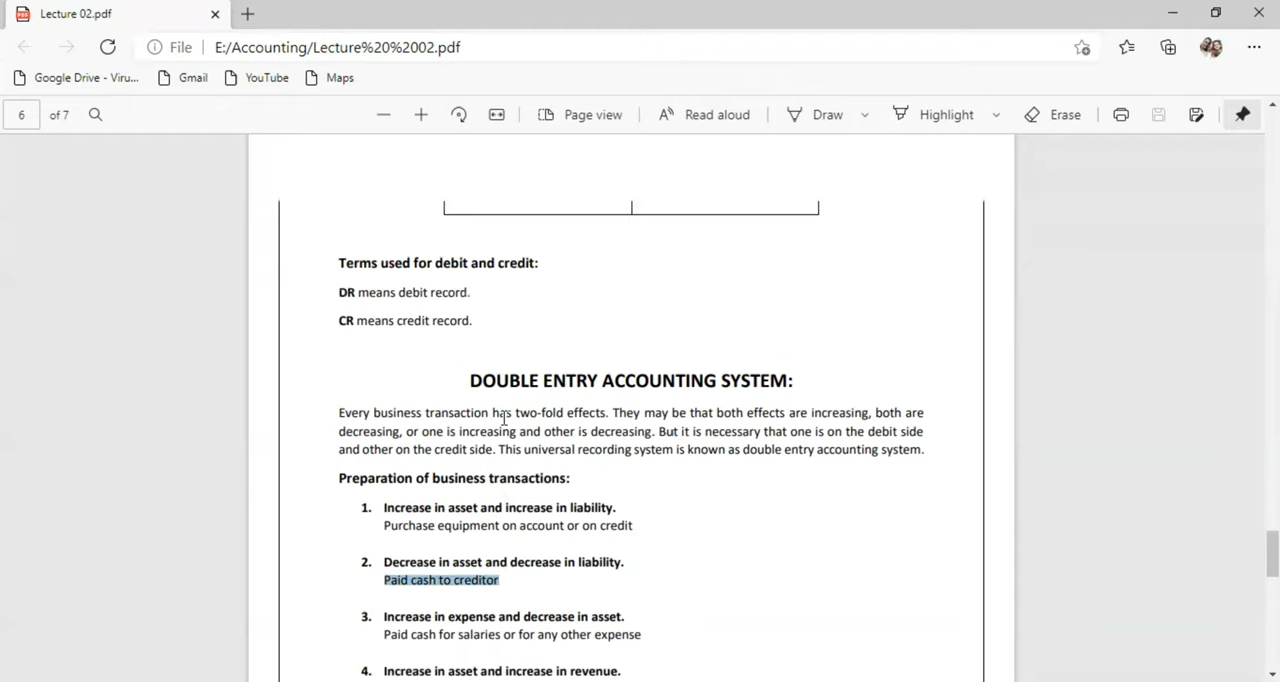 Lecture 02.pdf
File
E:/Accounting/Lecture%20%2002.pdf
Google Drive - Viru...
Gmail
YouTube
Maps
6
of 7
Page view
Read aloud
Draw
Highlight
Erase
Terms used for debit and credit:
DR means debit record.
CR means credit record.
DOUBLE ENTRY ACCOUNTING SYSTEM:
Every business transaction has two-fold effects. They may be that both effects are increasing, both are
decreasing, or one is increasing and other is decreasing. But it is necessary that one is on the debit side
and other on the credit side. This universal recording system is known as double entry accounting system.
Preparation of business transactions:
1. Increase in asset and increase in liability.
Purchase equipment on account or on credit
2. Decrease in asset and decrease in liability.
Paid cash to creditor
3. Increase in expense and decrease in asset.
Paid cash for salaries or for any other expense
4. Increase in asset and increase in revenue.